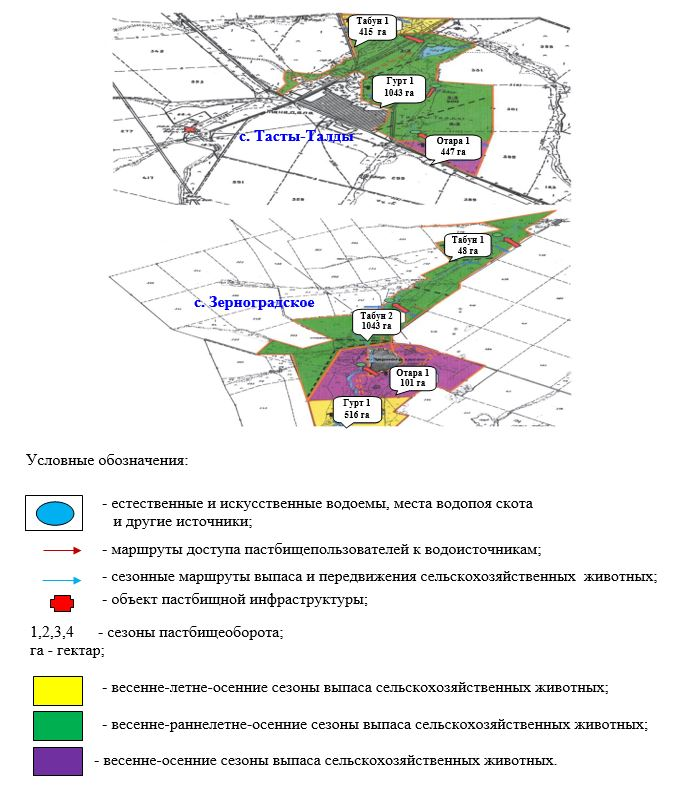 Табун 1
415 га
Гурт 1
1043 га
с. Тасты-Талды
Отара 1
447 га
Табун 1
48 га
с. Зерноградское
Табун 2
1043 га
Отара 1
101 га
Гурт 1
516 га
Условные обозначения:
- естественные и искусственные водоемы, места водопоя скота
и другие источники;
- маршруты доступа пастбищепользователей к водоисточникам;
- сезонные маршруты выпаса и передвижения сельскохозяйственных животных;
- объект пастбищной инфраструктуры;
1,2,3,4 - сезоны пастбищеоборота;
га - гектар;
- весенне-летне-осенние сезоны выпаса сельскохозяйственных животных;
- весенне-раннелетне-осенние сезоны выпаса сельскохозяйственных животных;
- весенне-осенние сезоны выпаса сельскохозяйственных животных.